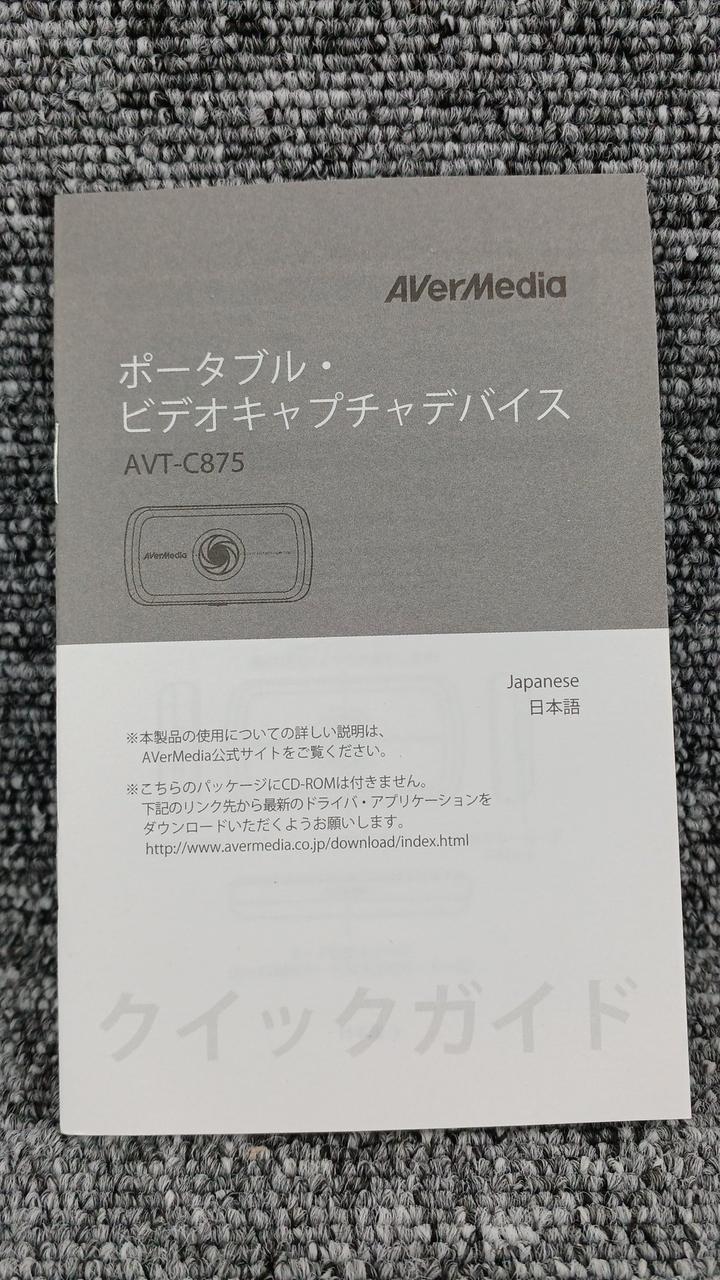 AVerMedia
ポータブル・
ビデオキャプチャデバイス
AVT-C875
AVerMedia
Japanese
日本語
※本製品の使用についての詳しい説明は、
AVerMedia公式サイトをご覧ください。
※こちらのパッケージにCD-ROMは付きません。
下記のリンク先から最新のドライバ・アプリケーションを
ダウンロードいただくようお願いします。
http://www.avermedia.co.jp/download/index.html
クイックガイド